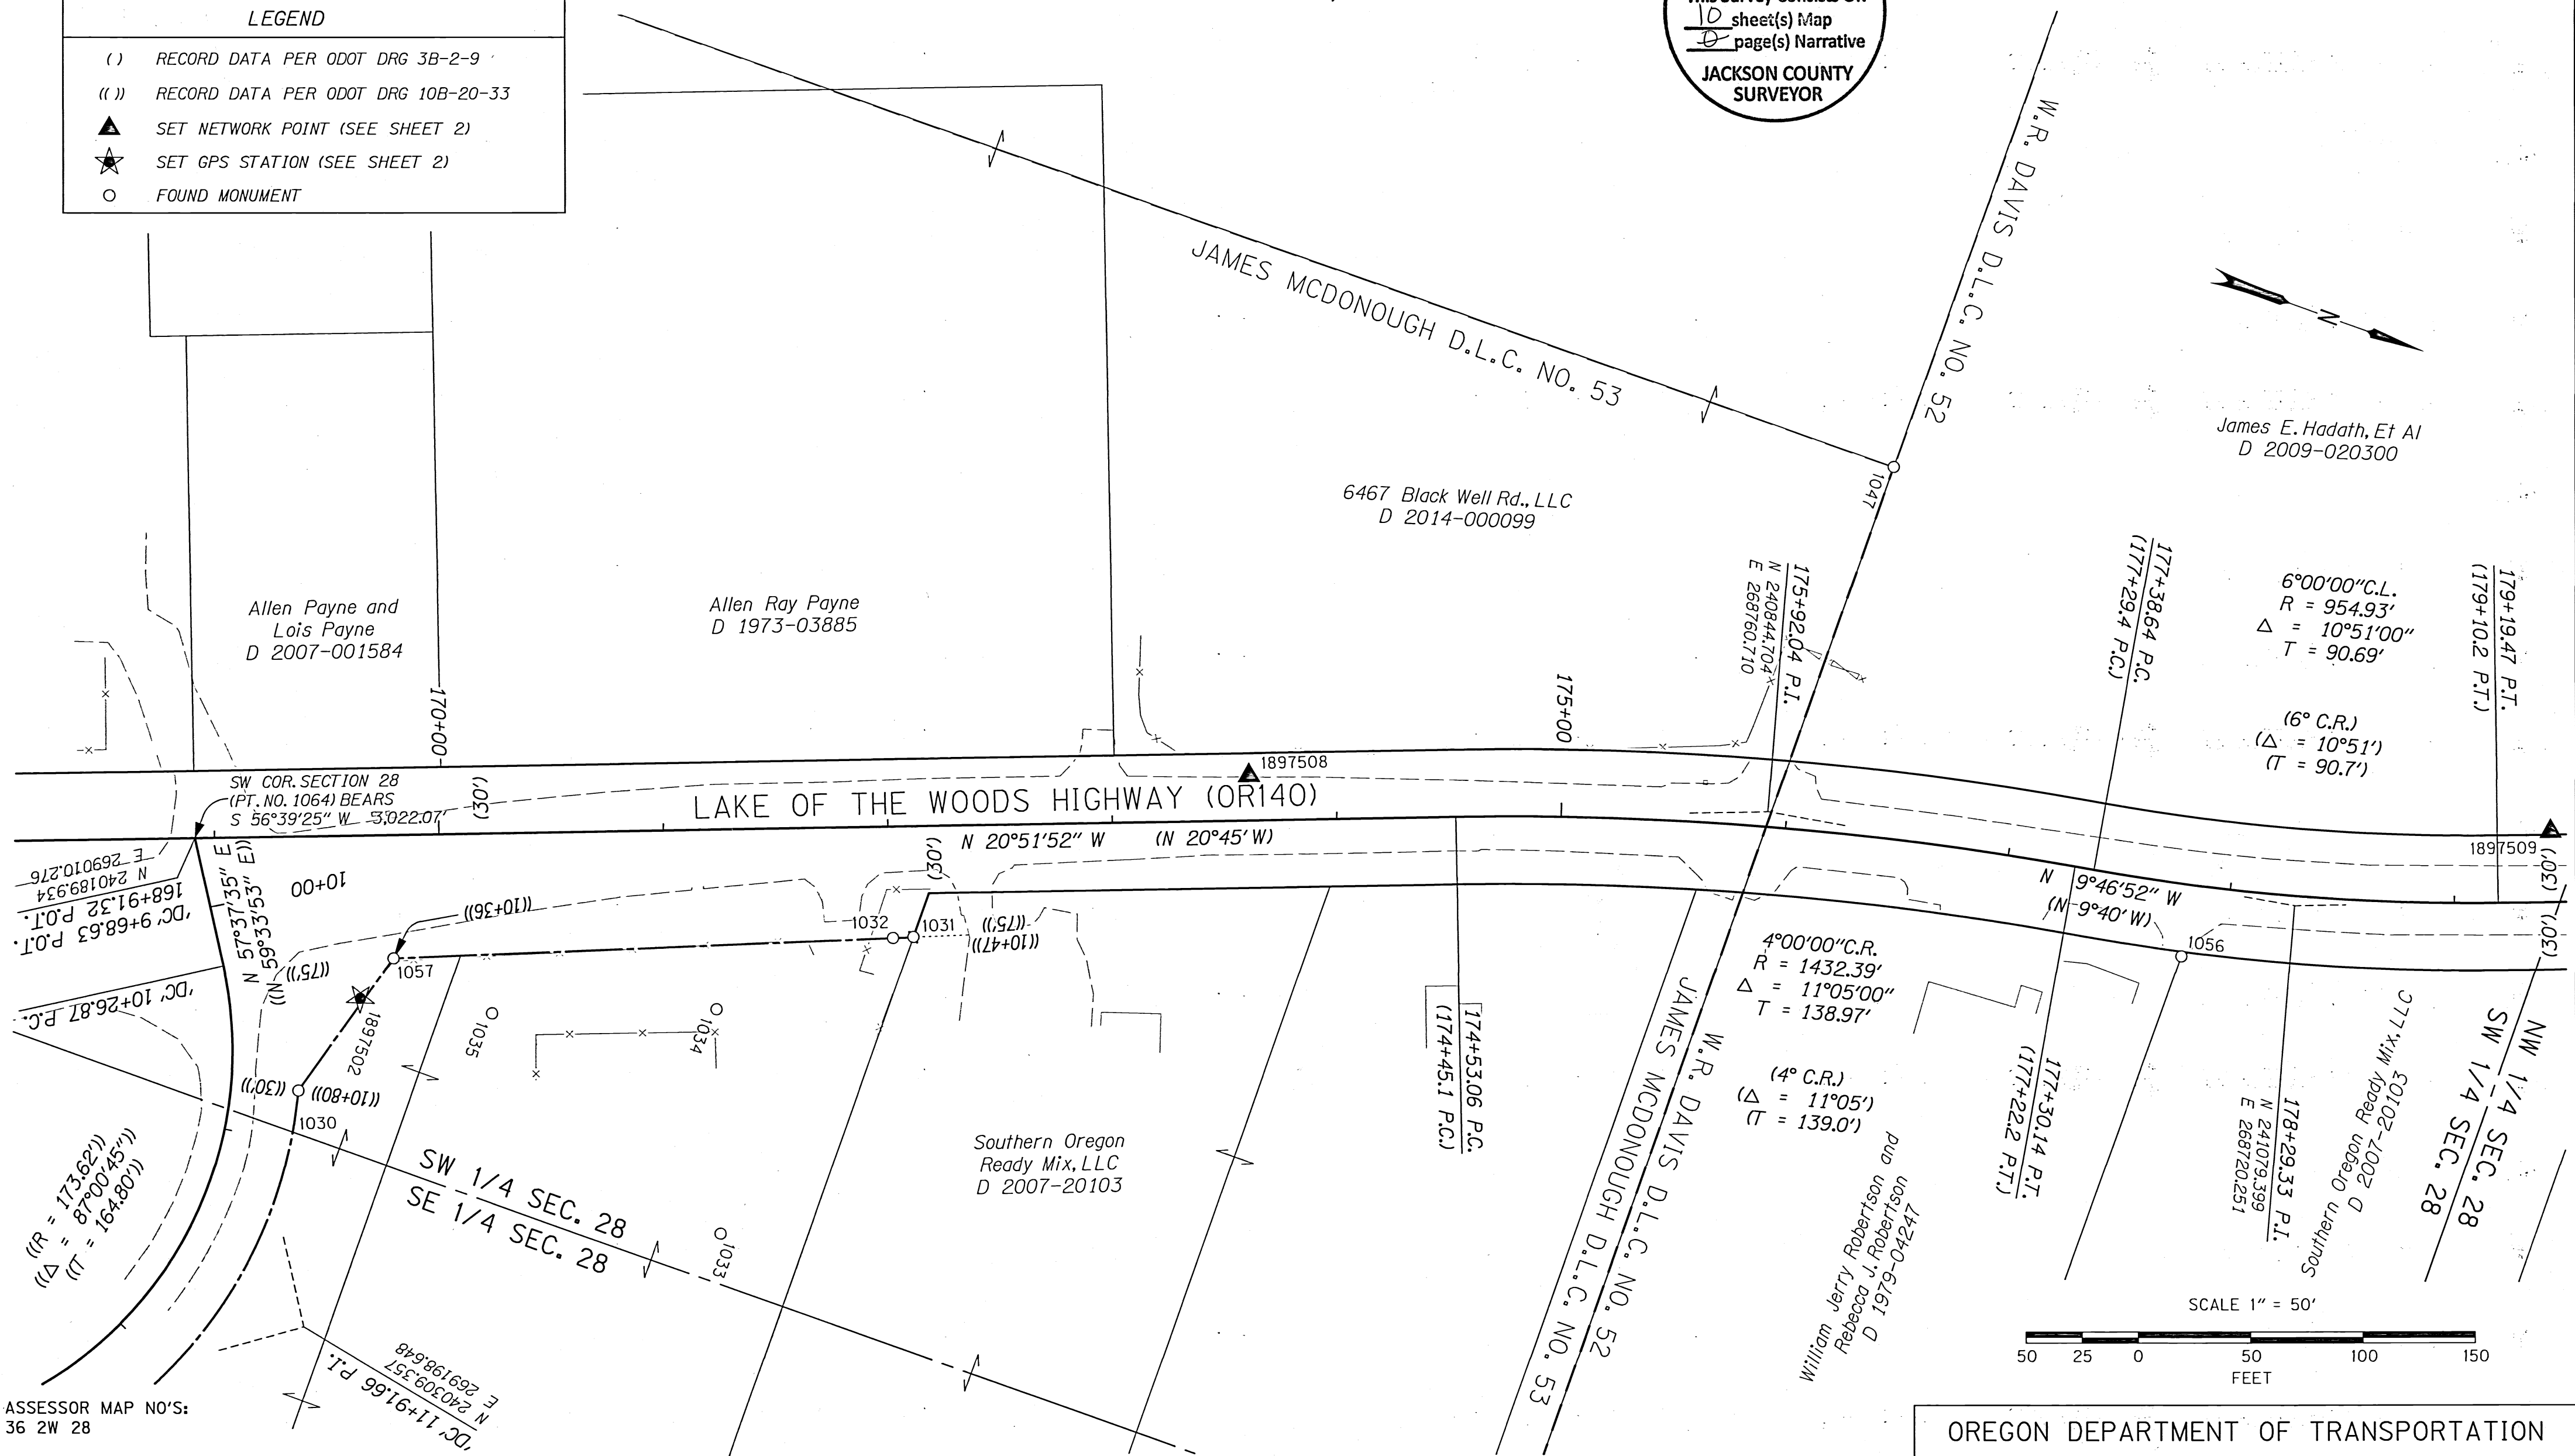 LEGEND
( ) RECORD DATA PER ODOT DRG 3B-2-9
(( )) RECORD DATA PER ODOT DRG 10B-20-33
SET NETWORK POINT (SEE SHEET 2)
SET GPS STATION (SEE SHEET 2)
FOUND MONUMENT
10 sheet(s) Map
0 page(s) Narrative
JACKSON COUNTY
SURVEYOR
W.R. DAVIS D.L.C. NO. 52
JAMES MCDONOUGH D.L.C. NO. 53
N
James E. Hadath, Et Al
D 2009-020300
1047
6467 Black Well Rd., LLC
D 2014-000099
Allen Payne and
Lois Payne
D 2007-001584
Allen Ray Payne
D 1973-03885
170+00
175+00
175+92.04 P.I.
N 240844.704
E 268760.710
177+38.64 P.C.
(177+29.4 P.C.)
6°00'00" C.L.
R = 954.93'
Δ = 10°51'00"
T = 90.69'
(6° C.R.)
(Δ = 10°51')
(T = 90.7')
179+19.47 P.T.
(179+10.2 P.T.)
SW COR. SECTION 28
(PT. NO. 1064) BEARS
S 56°39'25" W 3,022.07'
(30')
1897508
LAKE OF THE WOODS HIGHWAY (OR140)
N 20°51'52" W (N 20°45' W)
(30')
1897509
(30')
(30')
N 9°46'52" W
(N 9°40' W)
1056
'DC' 9+68.63 P.O.T.
168+91.32 P.O.T.
N 240189.934
E 269010.276
N 57°37'35" E
((N 59°33'53" E))
10+00
((10+36))
((75'))
1057
1032
1031
((75'))
((10+47))
'DC' 10+26.87 P.C.
1897502
((30'))
((10+80))
1030
1035
1034
1033
((R = 173.62'))
((Δ = 87°00'45"))
((T = 164.80'))
SW 1/4 SEC. 28
SE 1/4 SEC. 28
Southern Oregon
Ready Mix, LLC
D 2007-20103
174+53.06 P.C.
(174+45.1 P.C.)
4°00'00" C.R.
R = 1432.39'
Δ = 11°05'00"
T = 138.97'
(4° C.R.)
(Δ = 11°05')
(T = 139.0')
W.R. DAVIS D.L.C. NO. 52
JAMES MCDONOUGH D.L.C. NO. 53
William Jerry Robertson and
Rebecca J. Robertson
D 1979-04247
177+30.14 P.T.
(177+22.2 P.T.)
178+29.33 P.I.
N 241079.399
E 268720.251
Southern Oregon Ready Mix, LLC
D 2007-20103
NW 1/4 SEC. 28
SW 1/4 SEC. 28
'DC' 11+91.66 P.I.
N 240309.357
E 269198.648
SCALE 1" = 50'
50 25 0 50 100 150
FEET
ASSESSOR MAP NO'S:
36 2W 28
OREGON DEPARTMENT OF TRANSPORTATION